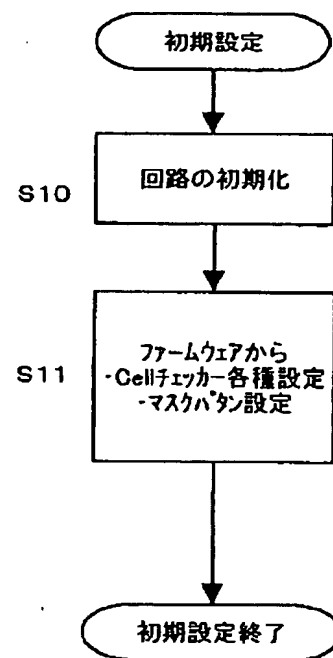 初期設定
S10
回路の初期化
S11
ファームウェアから
-Cellチェッカー各種設定
-マスクパタン設定
初期設定終了